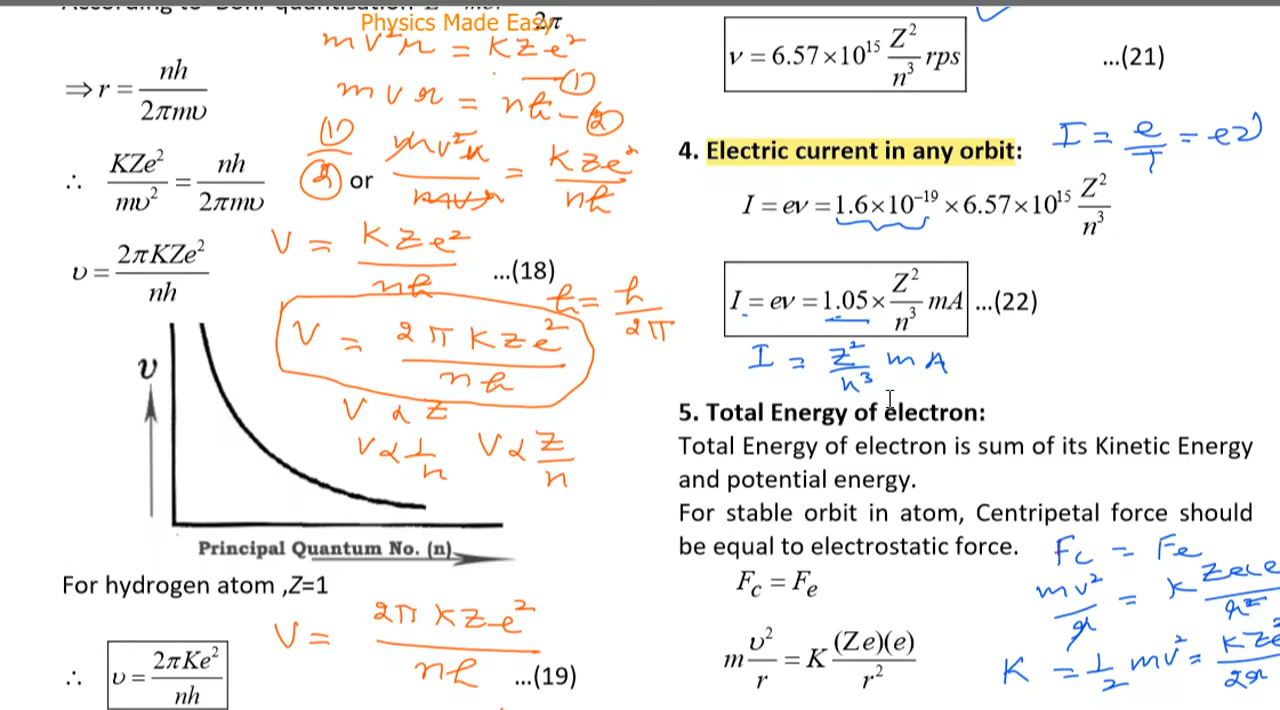 According to Bohr quantisation
Physics Made Easy
2π
mv²r = KZe²
—①
⇒ r = nh / 2πmυ
mvr = nħ – ②
① / ② or mv²r / mvr = KZe² / nħ
∴ KZe² / mυ² = nh / 2πmυ
V = KZe² / nħ
υ = 2πKZe² / nh ...(18)
ħ = h / 2π
V = 2πKZe² / nh
υ
V α Z
V α 1/n V α Z/n
Principal Quantum No. (n)
For hydrogen atom ,Z=1
V = 2πKZe² / nh
∴ υ = 2πKe² / nh ...(19)
ν = 6.57×10¹⁵ Z²/n³ rps ...(21)
4. Electric current in any orbit:
I = e/T = eν
I = eν = 1.6×10⁻¹⁹ × 6.57×10¹⁵ Z²/n³
I = eν = 1.05× Z²/n³ mA ...(22)
I = Z²/n³ mA
5. Total Energy of electron:
Total Energy of electron is sum of its Kinetic Energy
and potential energy.
For stable orbit in atom, Centripetal force should
be equal to electrostatic force.
Fc = Fe
Fc = Fe
mv²/r = K Ze(e / r²
m υ²/r = K (Ze)(e) / r²
K = 1/2 mv² = KZe² / 2r